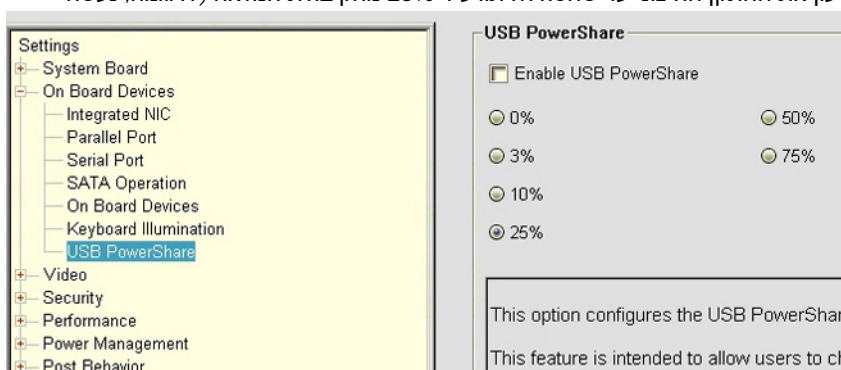 Settings
System Board
On Board Devices
Integrated NIC
Parallel Port
Serial Port
SATA Operation
On Board Devices
Keyboard Illumination
USB PowerShare
Video
Security
Performance
Power Management
Post Behavior
USB PowerShare
Enable USB PowerShare
0% 50%
3% 75%
10%
25%
This option configures the USB PowerShar
This feature is intended to allow users to ch